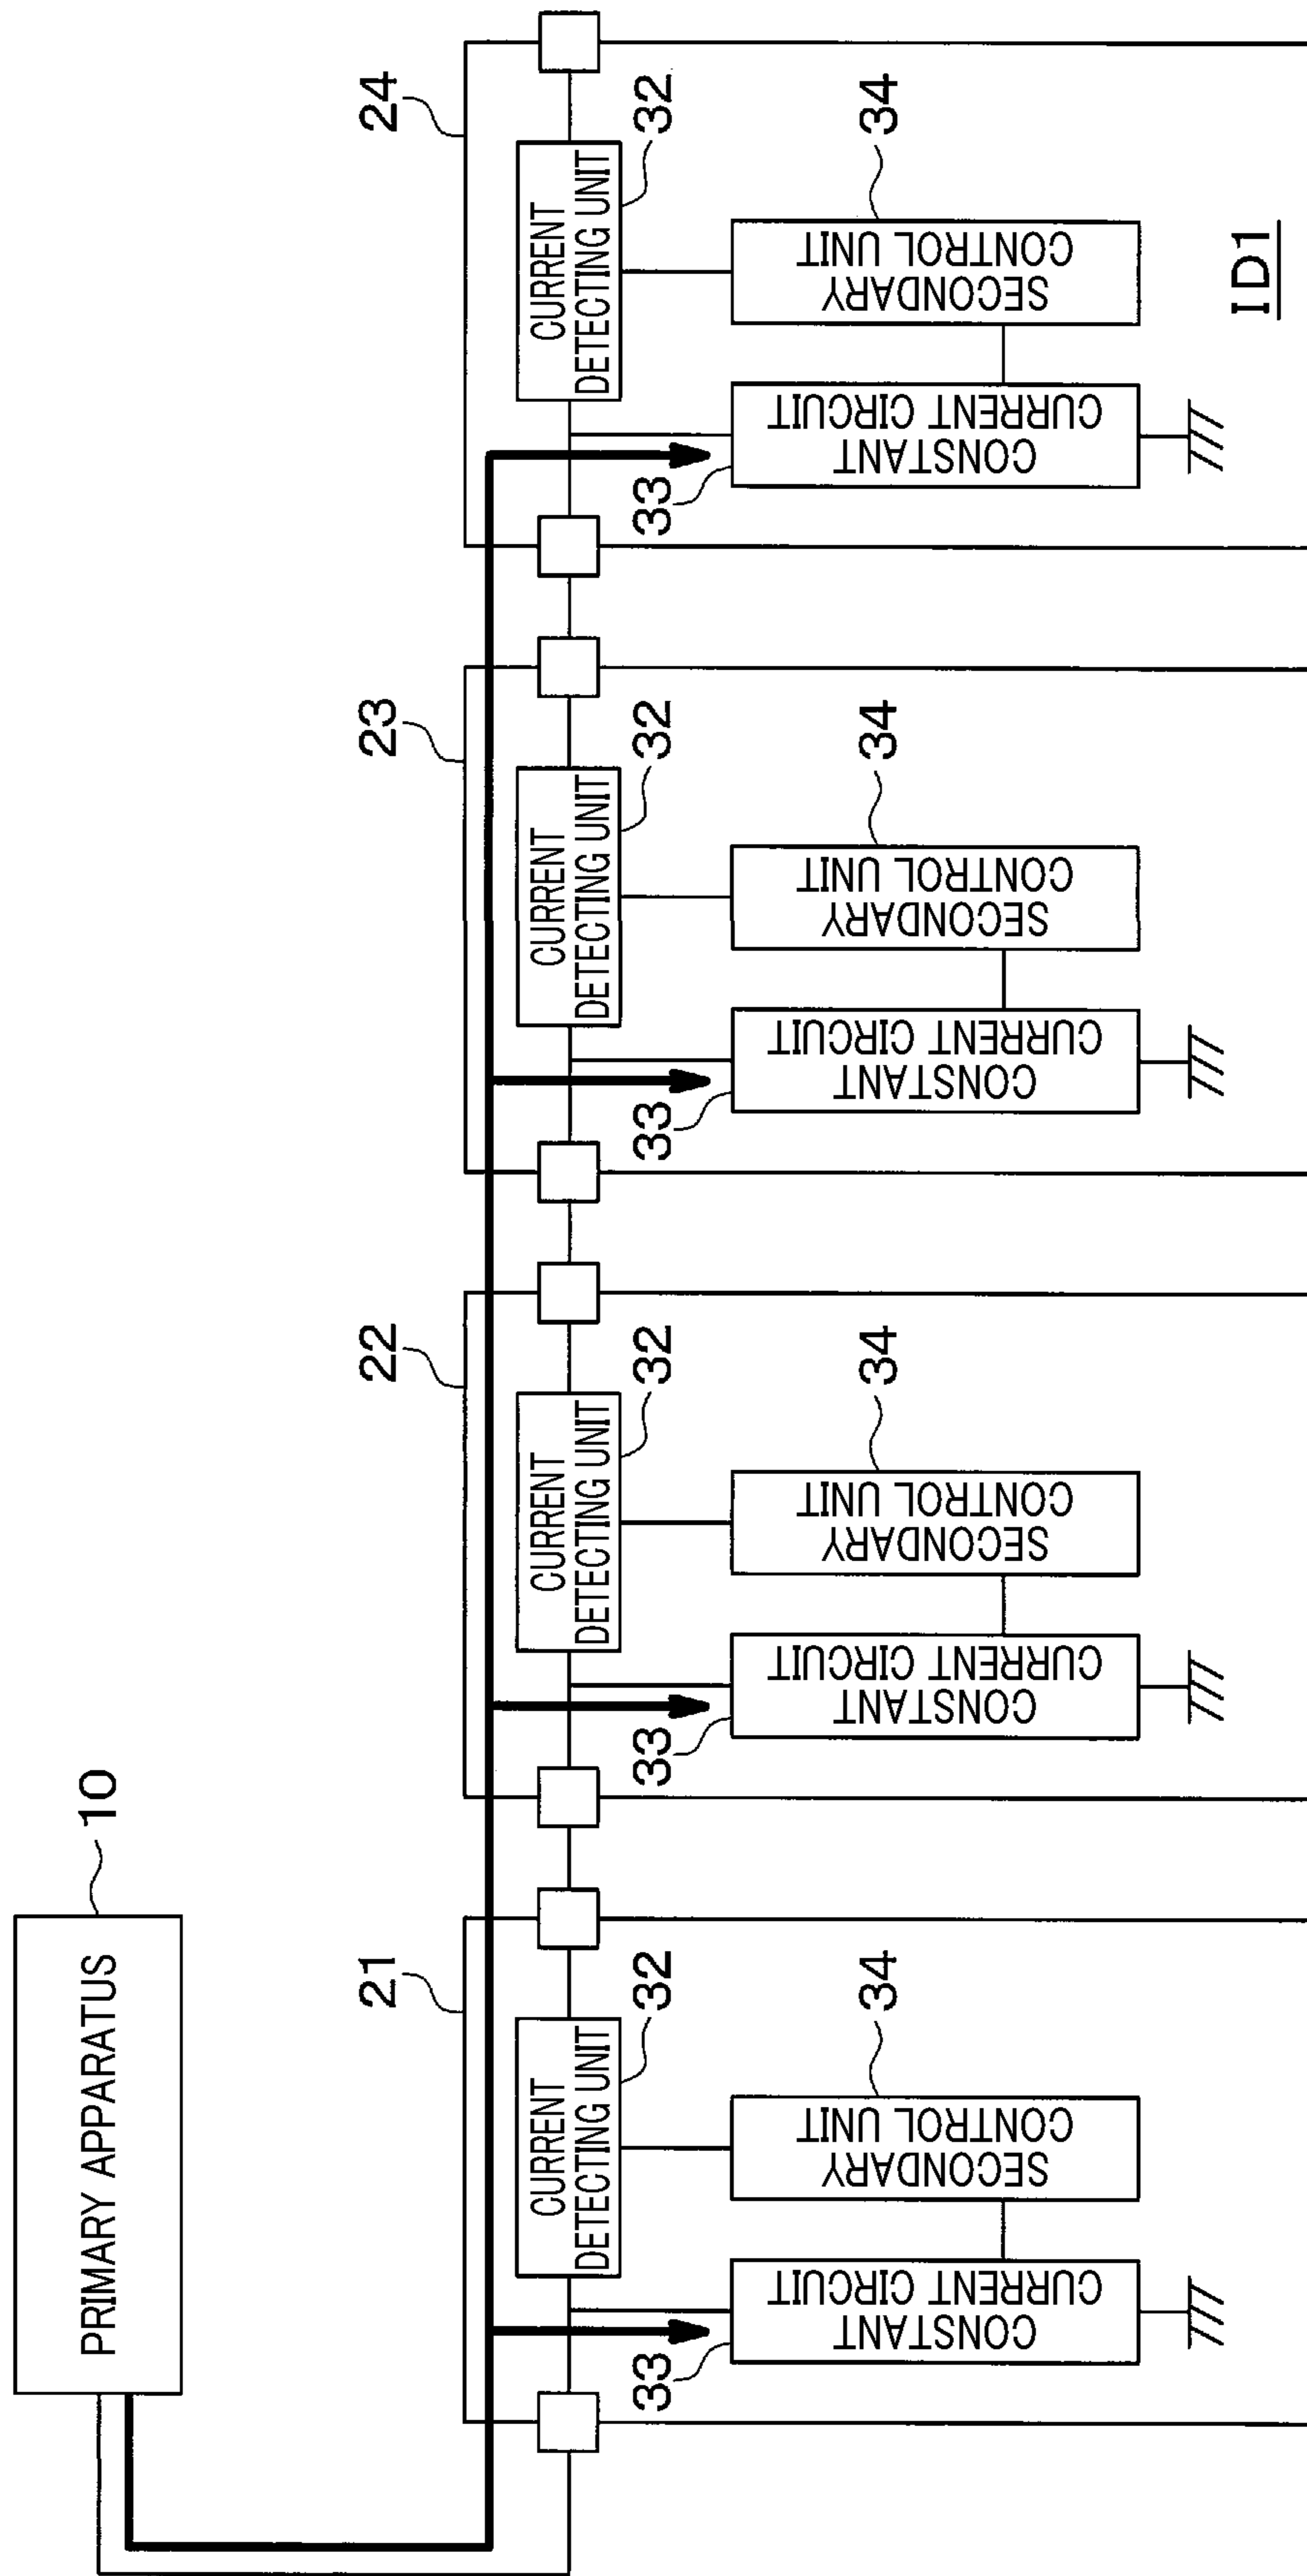 PRIMARY APPARATUS
10
21
22
23
24
CURRENT
DETECTING UNIT
32
33
CONSTANT
CURRENT CIRCUIT
SECONDARY
CONTROL UNIT
34
CURRENT
DETECTING UNIT
32
33
CONSTANT
CURRENT CIRCUIT
SECONDARY
CONTROL UNIT
34
CURRENT
DETECTING UNIT
32
33
CONSTANT
CURRENT CIRCUIT
SECONDARY
CONTROL UNIT
34
CURRENT
DETECTING UNIT
32
33
CONSTANT
CURRENT CIRCUIT
SECONDARY
CONTROL UNIT
34
ID1